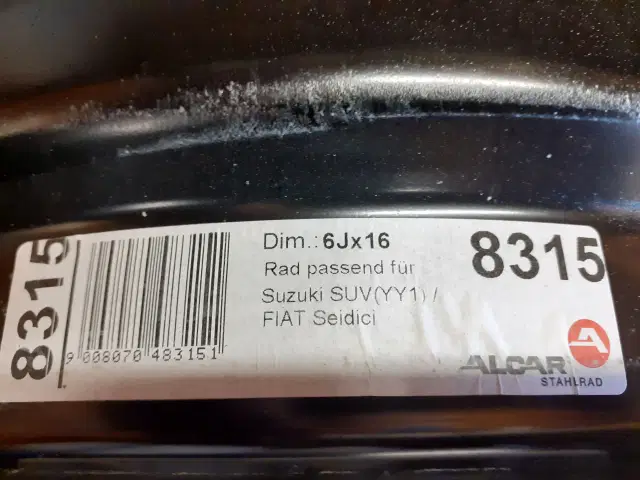 8315
9 008070 483151
Dim.: 6Jx16
Rad passend für
Suzuki SUV(YY1) /
FIAT Seidici
8315
ALCAR
STAHLRAD